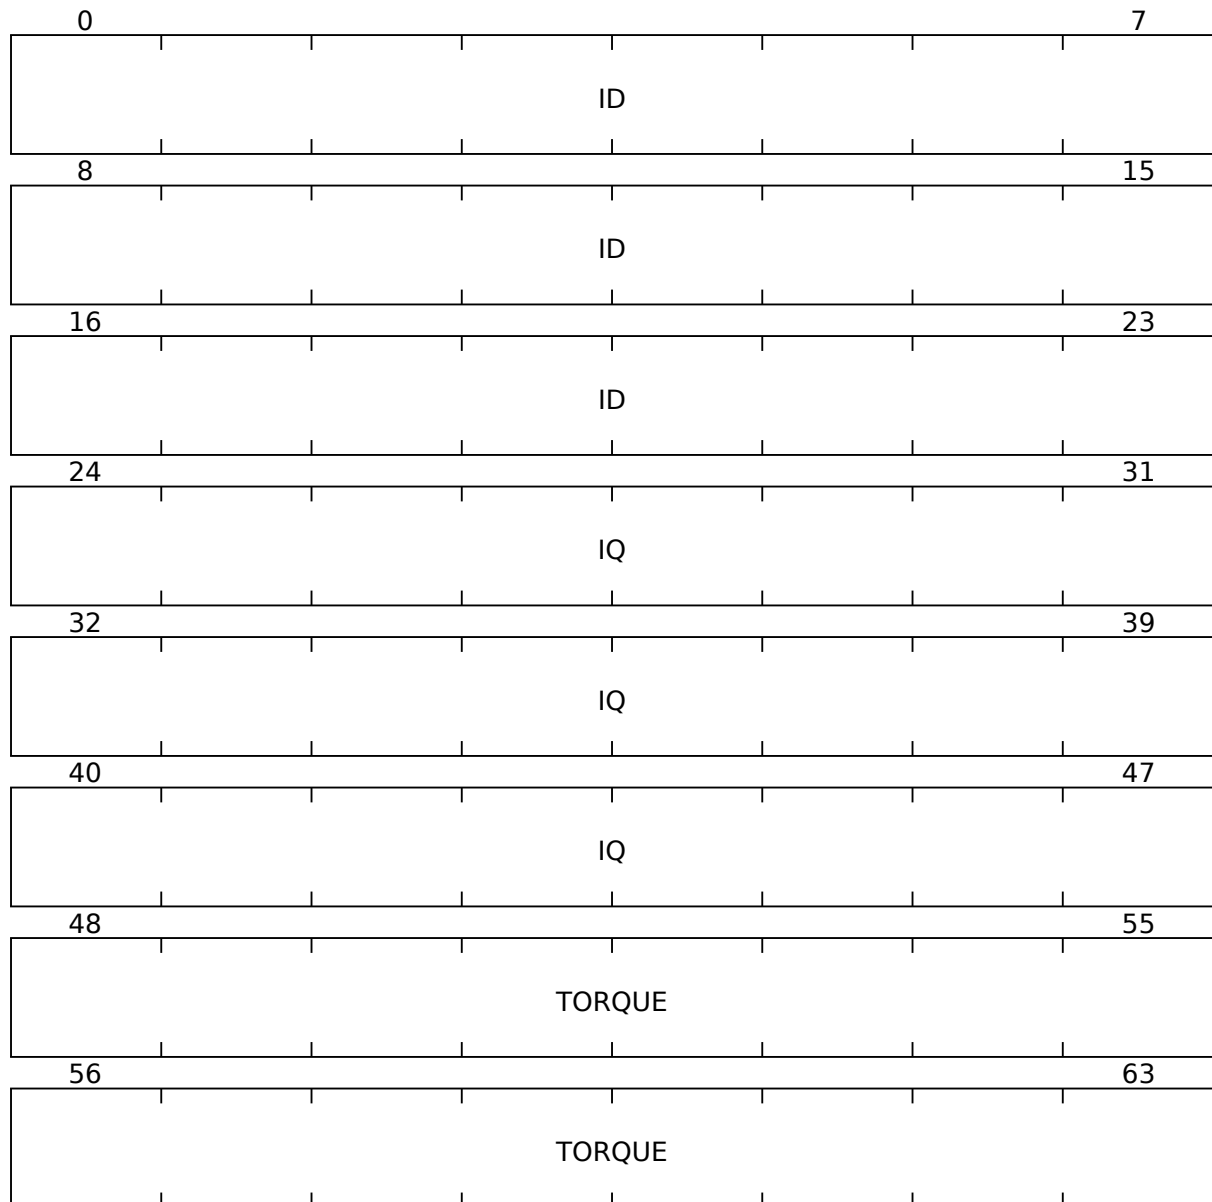 0 7
ID
8 15
ID
16 23
ID
24 31
IQ
32 39
IQ
40 47
IQ
48 55
TORQUE
56 63
TORQUE